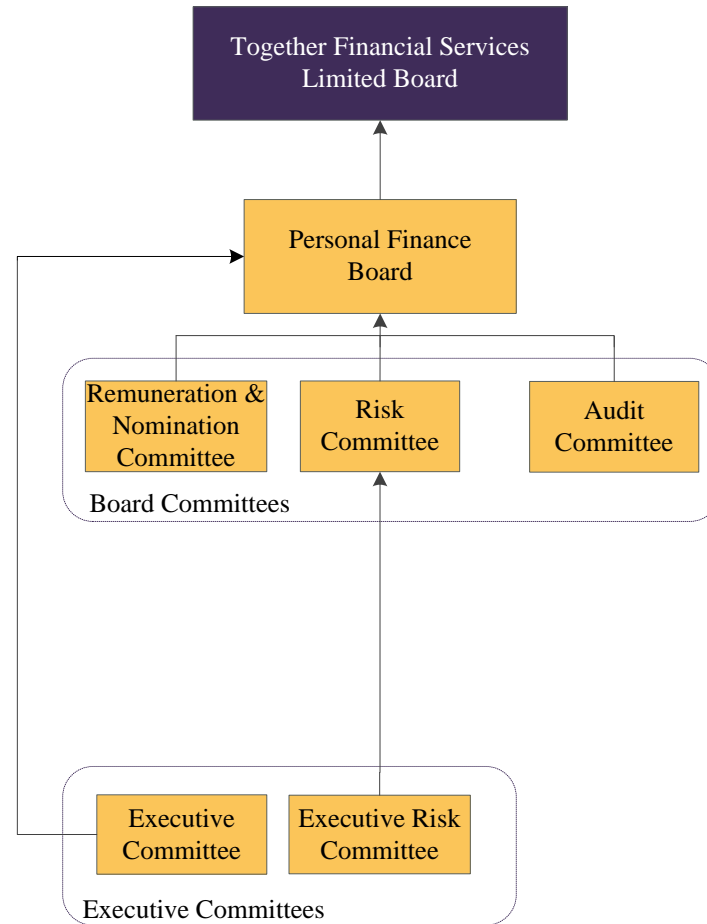 Together Financial Services
Limited Board
Personal Finance
Board
Remuneration &
Nomination
Committee
Risk
Committee
Audit
Committee
Board Committees
Executive
Committee
Executive Risk
Committee
Executive Committees